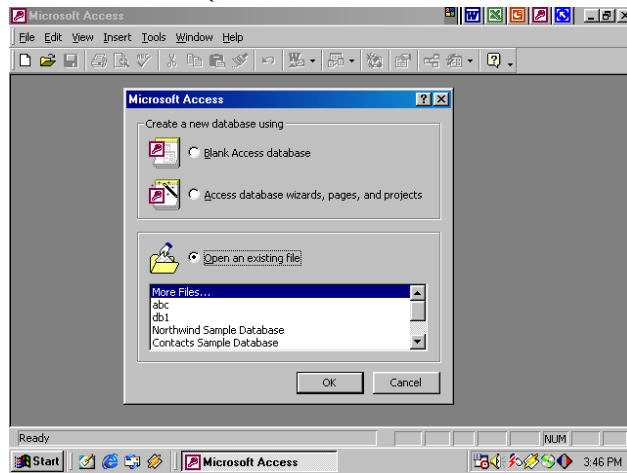 Microsoft Access
File Edit View Insert Tools Window Help
Microsoft Access
Create a new database using
Blank Access database
Access database wizards, pages, and projects
Open an existing file
More Files...
abc
db1
Northwind Sample Database
Contacts Sample Database
OK Cancel
Ready NUM
Start Microsoft Access 3:46 PM